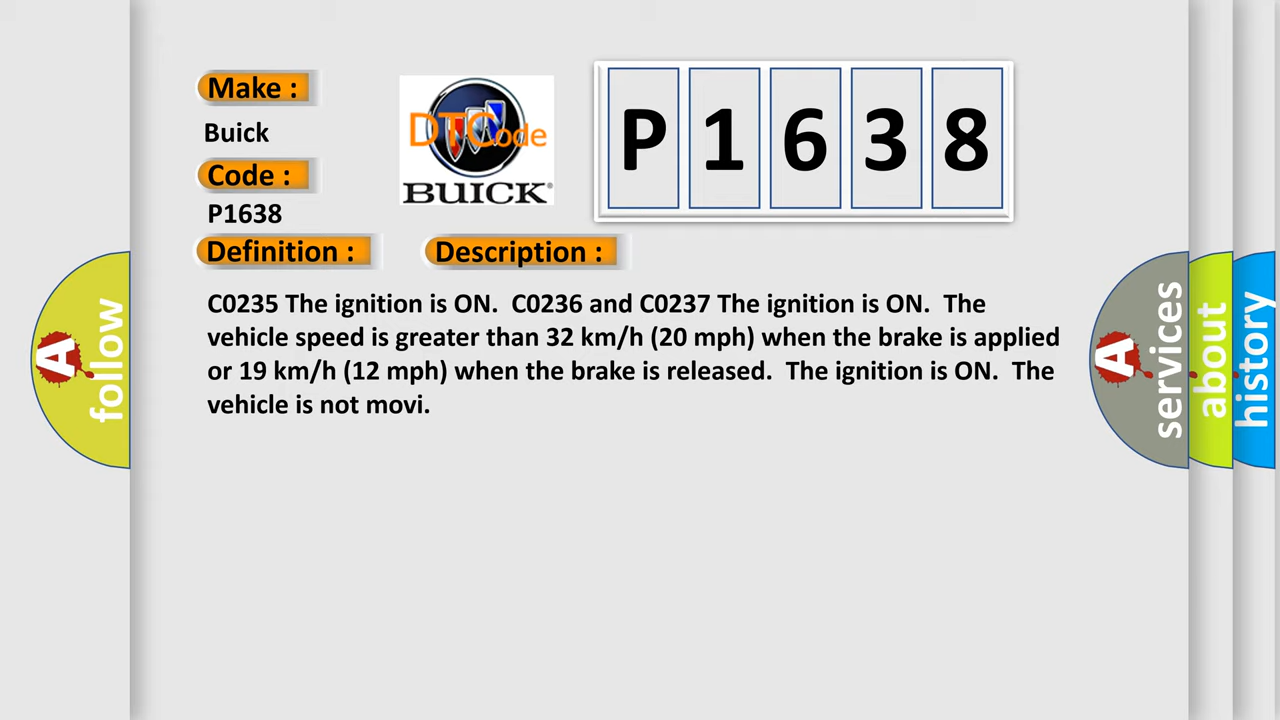 Make :
Buick
Code :
P1638
DTCode
BUICK
P 1 6 3 8
Definition :
Description :
C0235 The ignition is ON. C0236 and C0237 The ignition is ON. The
vehicle speed is greater than 32 km/h (20 mph) when the brake is applied
or 19 km/h (12 mph) when the brake is released. The ignition is ON. The
vehicle is not movi.
A
follow
A
services
about
history